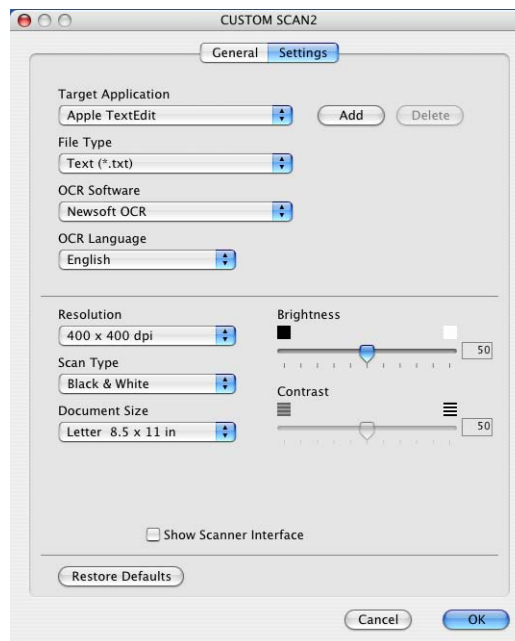 CUSTOM SCAN2
General Settings
Target Application
Apple TextEdit Add Delete
File Type
Text (*.txt)
OCR Software
Newsoft OCR
OCR Language
English
Resolution
400 x 400 dpi
Scan Type
Black & White
Document Size
Letter 8.5 x 11 in
Brightness
50
Contrast
50
Show Scanner Interface
Restore Defaults
Cancel OK